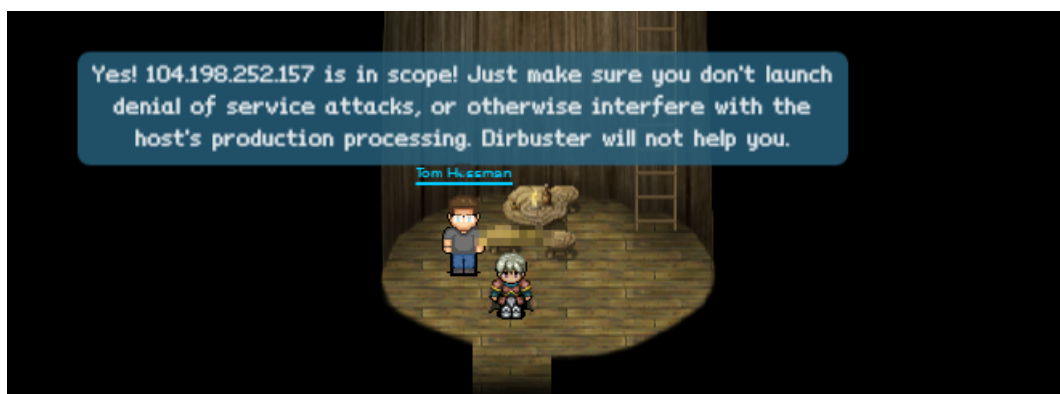 Yes! 104.198.252.157 is in scope! Just make sure you don't launch
denial of service attacks, or otherwise interfere with the
host's production processing. Dirbuster will not help you.
Tom Hessman